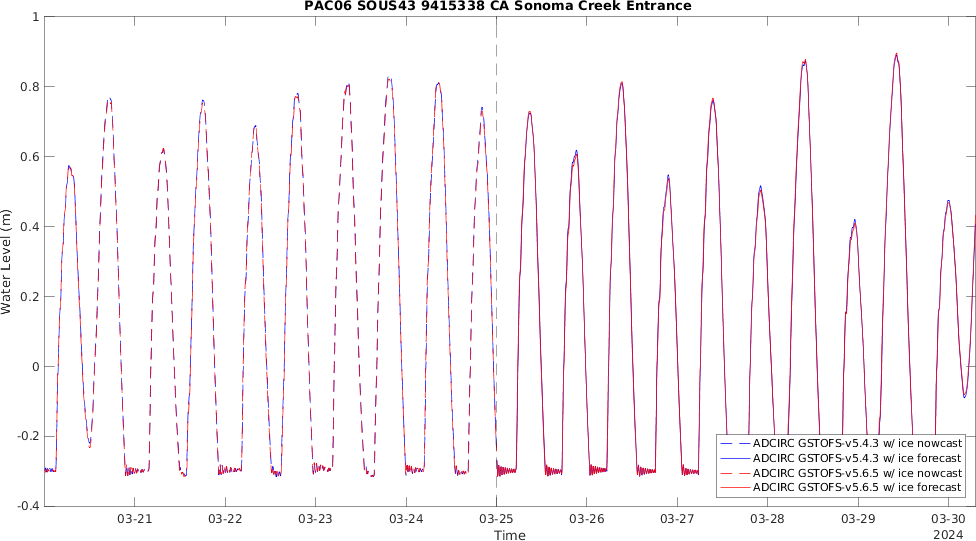 PAC06 SOUS43 9415338 CA Sonoma Creek Entrance
1
0.8
0.6
0.4
0.2
0
-0.2
-0.4
Water Level (m)
ADCIRC GSTOFS-v5.4.3 w/ ice nowcast
ADCIRC GSTOFS-v5.4.3 w/ ice forecast
ADCIRC GSTOFS-v5.6.5 w/ ice nowcast
ADCIRC GSTOFS-v5.6.5 w/ ice forecast
03-21 03-22 03-23 03-24 03-25 03-26 03-27 03-28 03-29 03-30
Time
2024